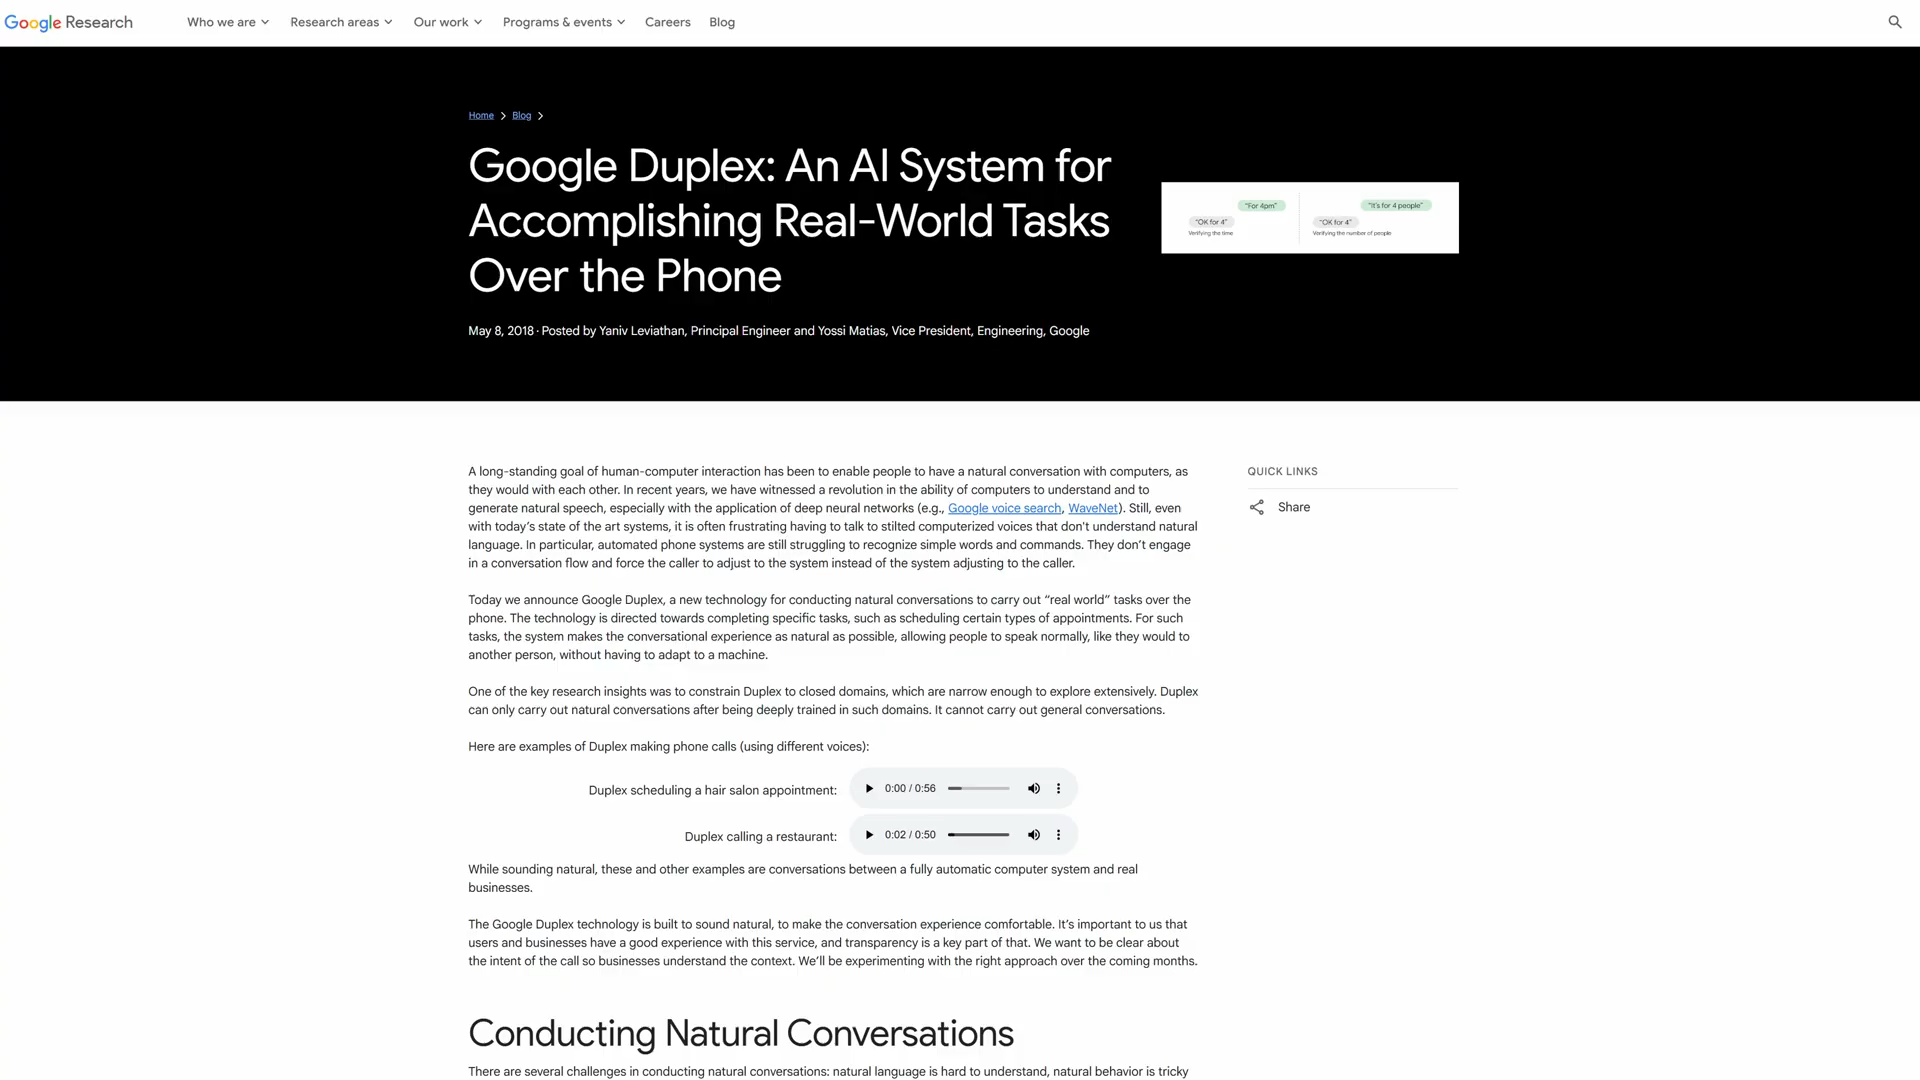 Google Research
Who we are
Research areas
Our work
Programs & events
Careers
Blog
Home
Blog
Google Duplex: An AI System for
Accomplishing Real-World Tasks
Over the Phone
May 8, 2018 · Posted by Yaniv Leviathan, Principal Engineer and Yossi Matias, Vice President, Engineering, Google
"For 4pm"
"OK for 4"
Verifying the time
"It's for 4 people"
"OK for 4"
Verifying the number of people
A long-standing goal of human-computer interaction has been to enable people to have a natural conversation with computers, as
they would with each other. In recent years, we have witnessed a revolution in the ability of computers to understand and to
generate natural speech, especially with the application of deep neural networks (e.g., Google voice search, WaveNet). Still, even
with today's state of the art systems, it is often frustrating having to talk to stilted computerized voices that don't understand natural
language. In particular, automated phone systems are still struggling to recognize simple words and commands. They don't engage
in a conversation flow and force the caller to adjust to the system instead of the system adjusting to the caller.
Today we announce Google Duplex, a new technology for conducting natural conversations to carry out “real world” tasks over the
phone. The technology is directed towards completing specific tasks, such as scheduling certain types of appointments. For such
tasks, the system makes the conversational experience as natural as possible, allowing people to speak normally, like they would to
another person, without having to adapt to a machine.
One of the key research insights was to constrain Duplex to closed domains, which are narrow enough to explore extensively. Duplex
can only carry out natural conversations after being deeply trained in such domains. It cannot carry out general conversations.
Here are examples of Duplex making phone calls (using different voices):
Duplex scheduling a hair salon appointment:
0:00 / 0:56
Duplex calling a restaurant:
0:02 / 0:50
While sounding natural, these and other examples are conversations between a fully automatic computer system and real
businesses.
The Google Duplex technology is built to sound natural, to make the conversation experience comfortable. It's important to us that
users and businesses have a good experience with this service, and transparency is a key part of that. We want to be clear about
the intent of the call so businesses understand the context. We'll be experimenting with the right approach over the coming months.
Conducting Natural Conversations
There are several challenges in conducting natural conversations: natural language is hard to understand, natural behavior is tricky
QUICK LINKS
Share